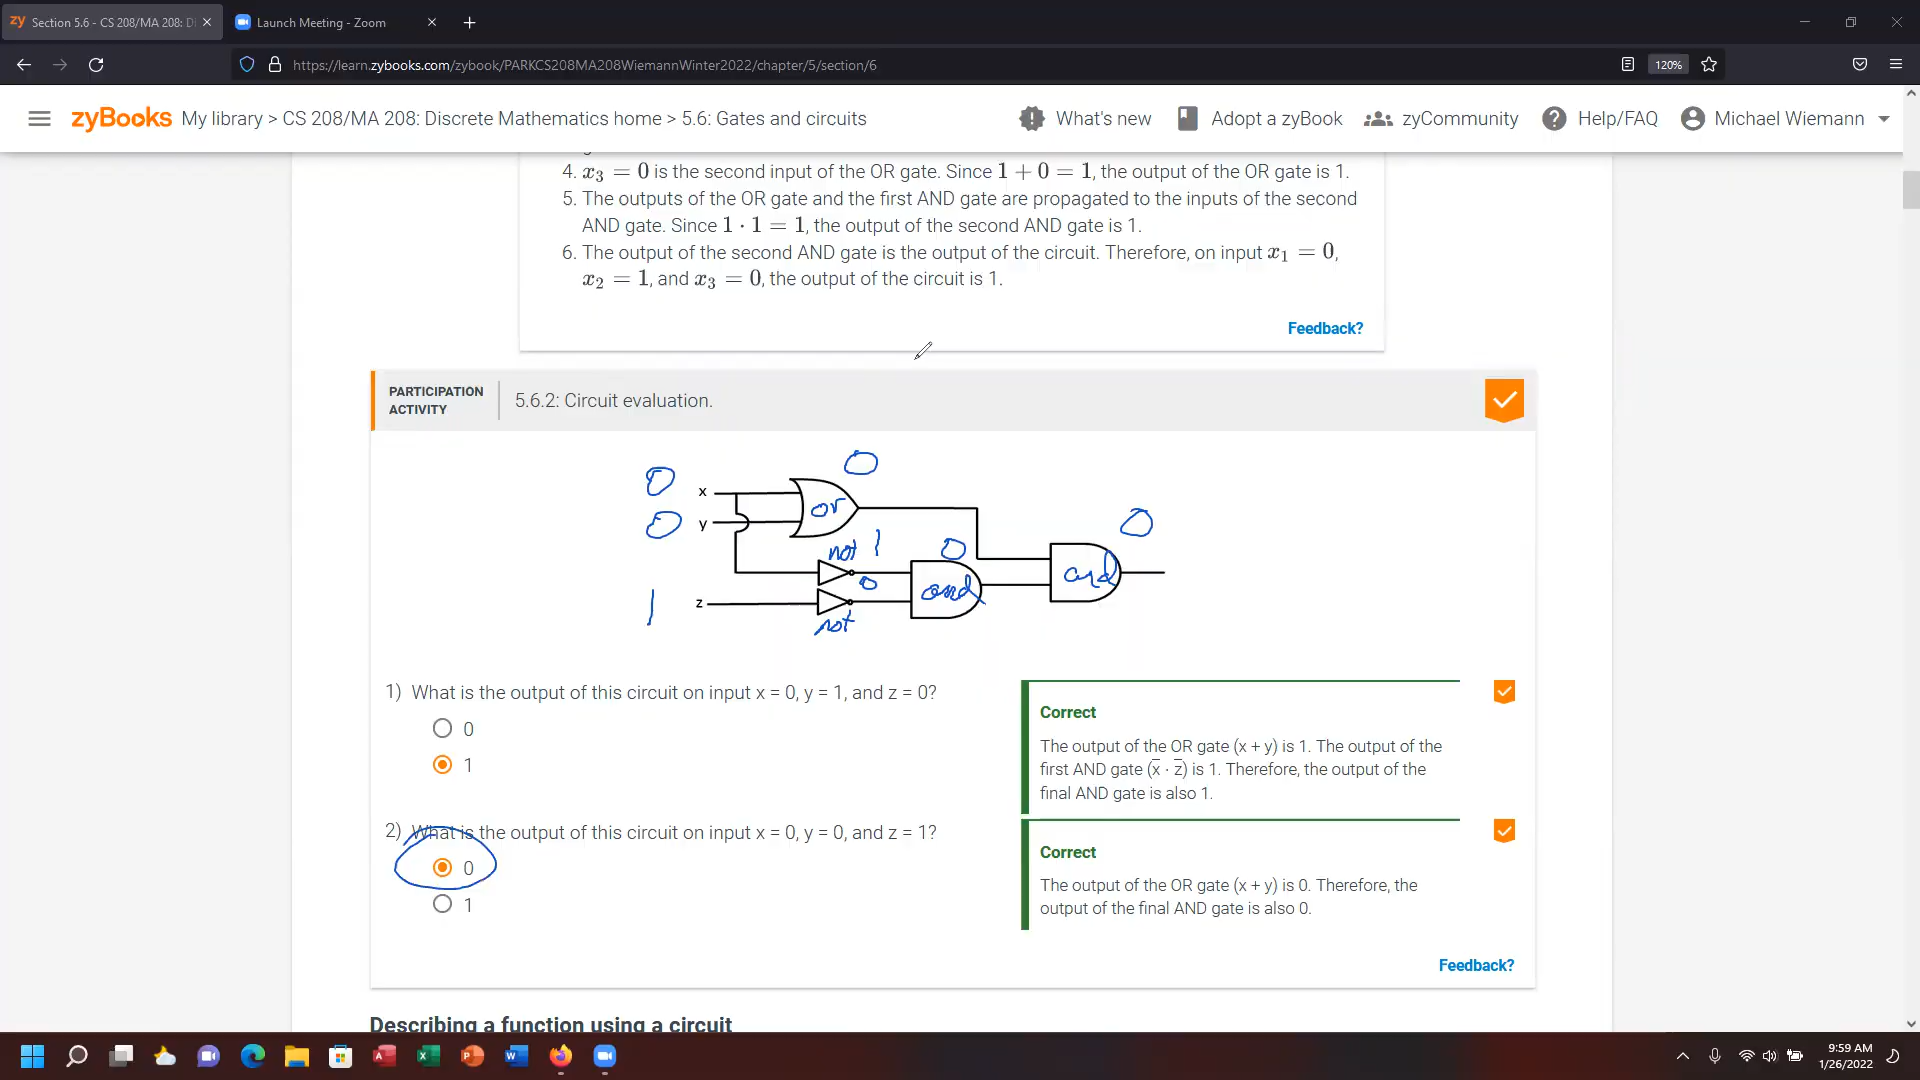 Section 5.6 - CS 208/MA 208: D
Launch Meeting - Zoom
https://learn.zybooks.com/zybook/PARKCS208MA208WiemannWinter2022/chapter/5/section/6
120%
zyBooks My library > CS 208/MA 208: Discrete Mathematics home > 5.6: Gates and circuits
What's new
Adopt a zyBook
zyCommunity
Help/FAQ
Michael Wiemann
4. x₃ = 0 is the second input of the OR gate. Since 1 + 0 = 1, the output of the OR gate is 1.
5. The outputs of the OR gate and the first AND gate are propagated to the inputs of the second
AND gate. Since 1 · 1 = 1, the output of the second AND gate is 1.
6. The output of the second AND gate is the output of the circuit. Therefore, on input x₁ = 0,
x₂ = 1, and x₃ = 0, the output of the circuit is 1.
Feedback?
PARTICIPATION
ACTIVITY
5.6.2: Circuit evaluation.
0
0 x
or
0 y
0
not 1
0
and
0
and
1 z
not
0
1) What is the output of this circuit on input x = 0, y = 1, and z = 0?
0
1
Correct
The output of the OR gate (x + y) is 1. The output of the
first AND gate (x̅ · z̅) is 1. Therefore, the output of the
final AND gate is also 1.
2) What is the output of this circuit on input x = 0, y = 0, and z = 1?
0
1
Correct
The output of the OR gate (x + y) is 0. Therefore, the
output of the final AND gate is also 0.
Feedback?
Describing a function using a circuit
9:59 AM
1/26/2022